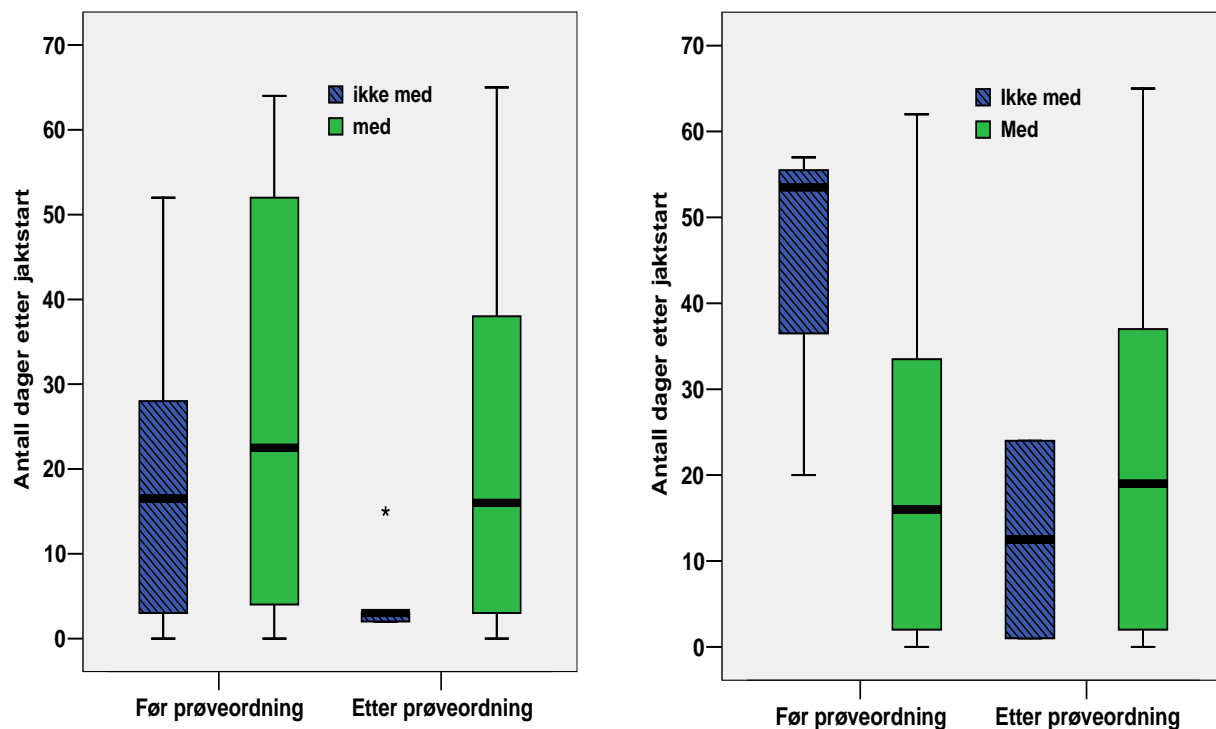 Antall dager etter jaktstart
70
60
50
40
30
20
10
0
ikke med
med
*
Før prøveordning
Etter prøveordning
Antall dager etter jaktstart
70
60
50
40
30
20
10
0
Ikke med
Med
Før prøveordning
Etter prøveordning